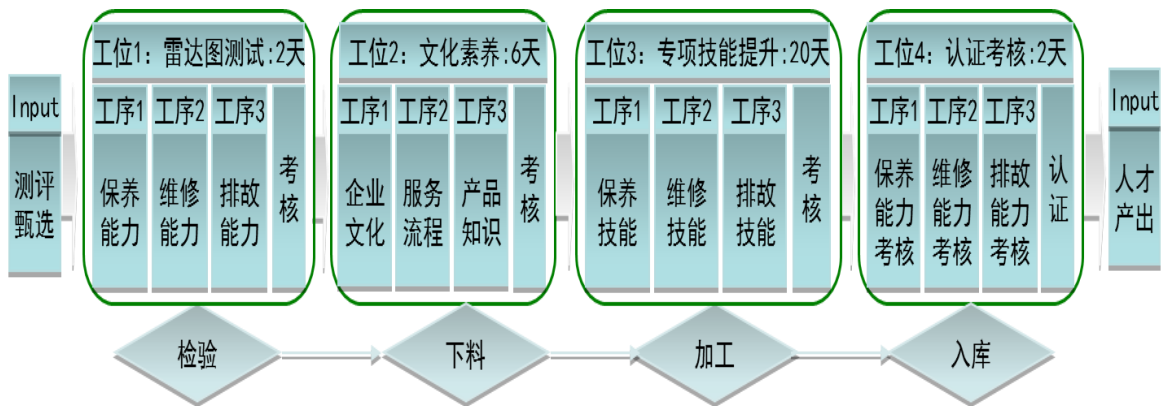 Input
测评
甄选
工位1：雷达图测试:2天
工序1
保养
能力
工序2
维修
能力
工序3
排故
能力
考
核
工位2：文化素养:6天
工序1
企业
文化
工序2
服务
流程
工序3
产品
知识
考
核
工位3：专项技能提升:20天
工序1
保养
技能
工序2
维修
技能
工序3
排故
技能
考
核
工位4：认证考核:2天
工序1
保养
能力
考核
工序2
维修
能力
考核
工序3
排故
能力
考核
认
证
Input
人才
产出
检验
下料
加工
入库